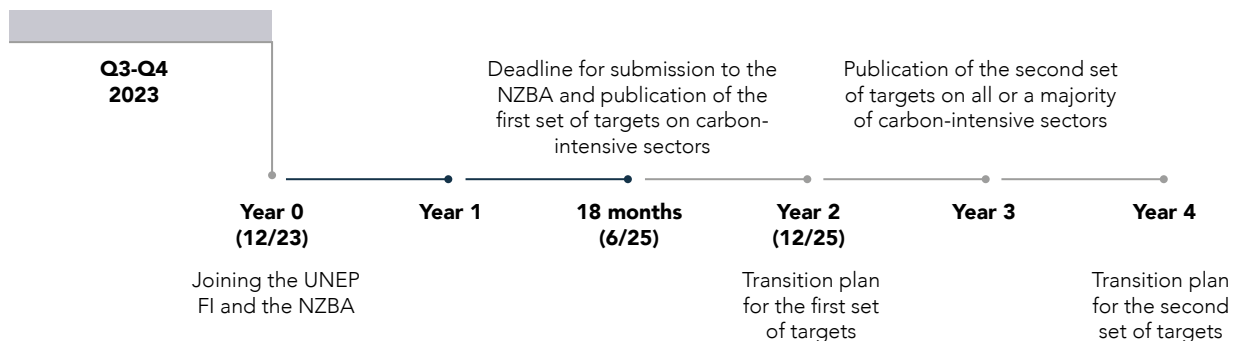 Q3-Q4
2023
Deadline for submission to the
NZBA and publication of the
first set of targets on carbon-
intensive sectors
Publication of the second set
of targets on all or a majority
of carbon-intensive sectors
Year 0
(12/23)
Year 1
18 months
(6/25)
Year 2
(12/25)
Year 3
Year 4
Joining the UNEP
FI and the NZBA
Transition plan
for the first set
of targets
Transition plan
for the second
set of targets